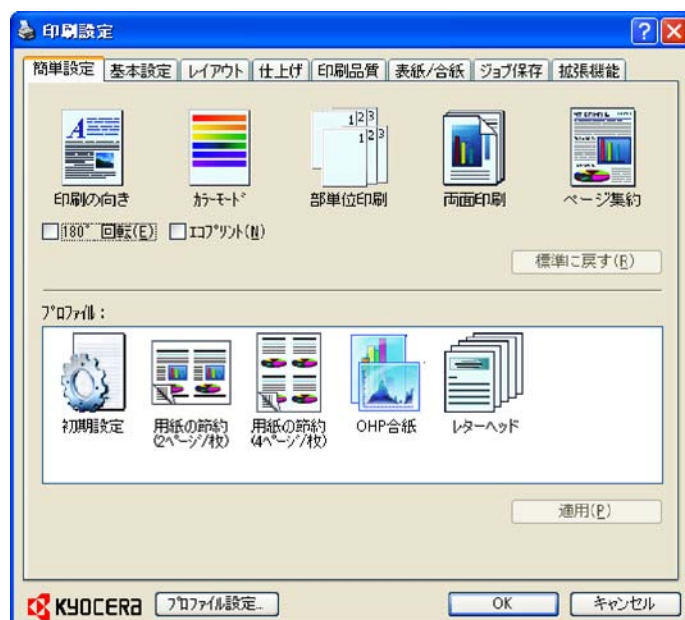 印刷設定
簡単設定 基本設定 レイアウト 仕上げ 印刷品質 表紙/合紙 ジョブ保存 拡張機能
A
123
123
印刷の向き ｶﾗｰﾓｰﾄﾞ 部単位印刷 両面印刷 ページ集約
180° 回転(E) ｴｺﾌﾟﾘﾝﾄ(N)
標準に戻す(R)
ﾌﾟﾛﾌｧｲﾙ :
初期設定 用紙の節約 用紙の節約 OHP合紙 ﾚﾀｰﾍｯﾄﾞ
(2ﾍﾟｰｼﾞ/枚) (4ﾍﾟｰｼﾞ/枚)
適用(P)
KYOCERA ﾌﾟﾛﾌｧｲﾙ設定... OK キャンセル